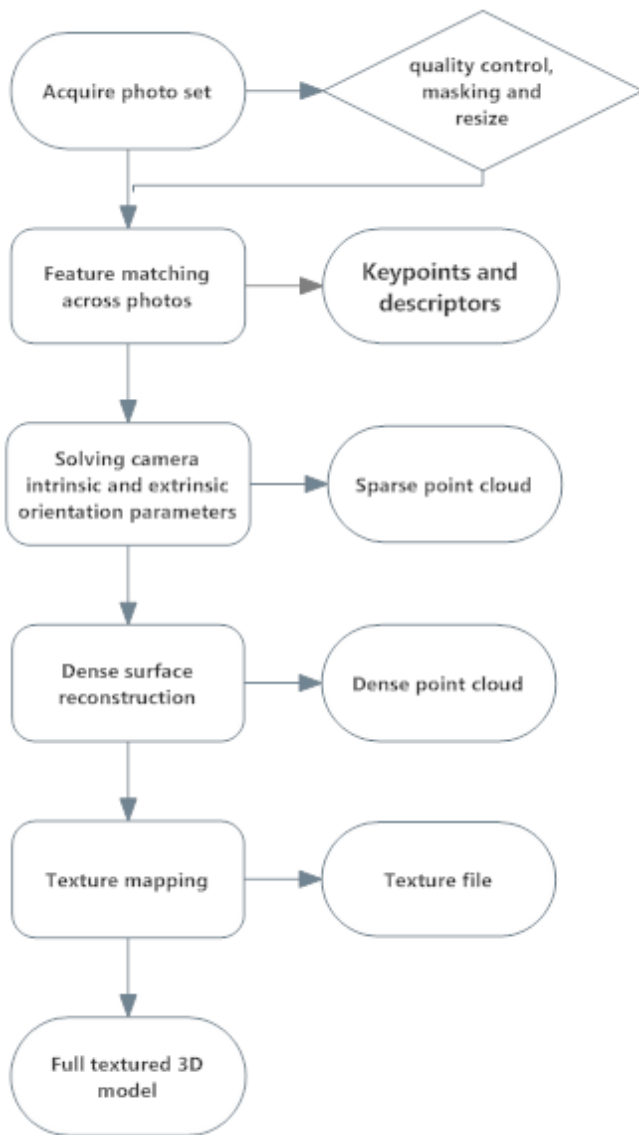 Acquire photo set
quality control,
masking and
resize
Feature matching
across photos
Keypoints and
descriptors
Solving camera
intrinsic and extrinsic
orientation parameters
Sparse point cloud
Dense surface
reconstruction
Dense point cloud
Texture mapping
Texture file
Full textured 3D
model